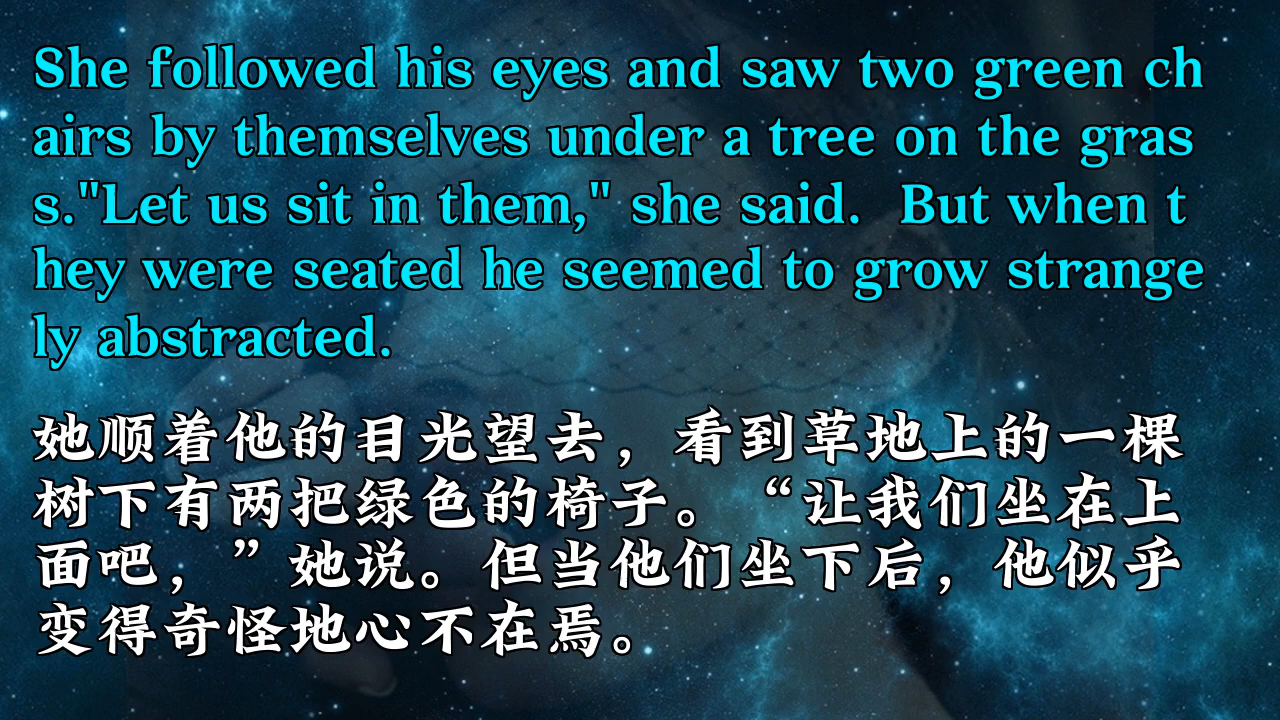 She followed his eyes and saw two green ch
airs by themselves under a tree on the gras
s."Let us sit in them," she said.  But when t
hey were seated he seemed to grow strange
ly abstracted.
她顺着他的目光望去，看到草地上的一棵
树下有两把绿色的椅子。“让我们坐在上
面吧，”她说。但当他们坐下后，他似乎
变得奇怪地心不在焉。